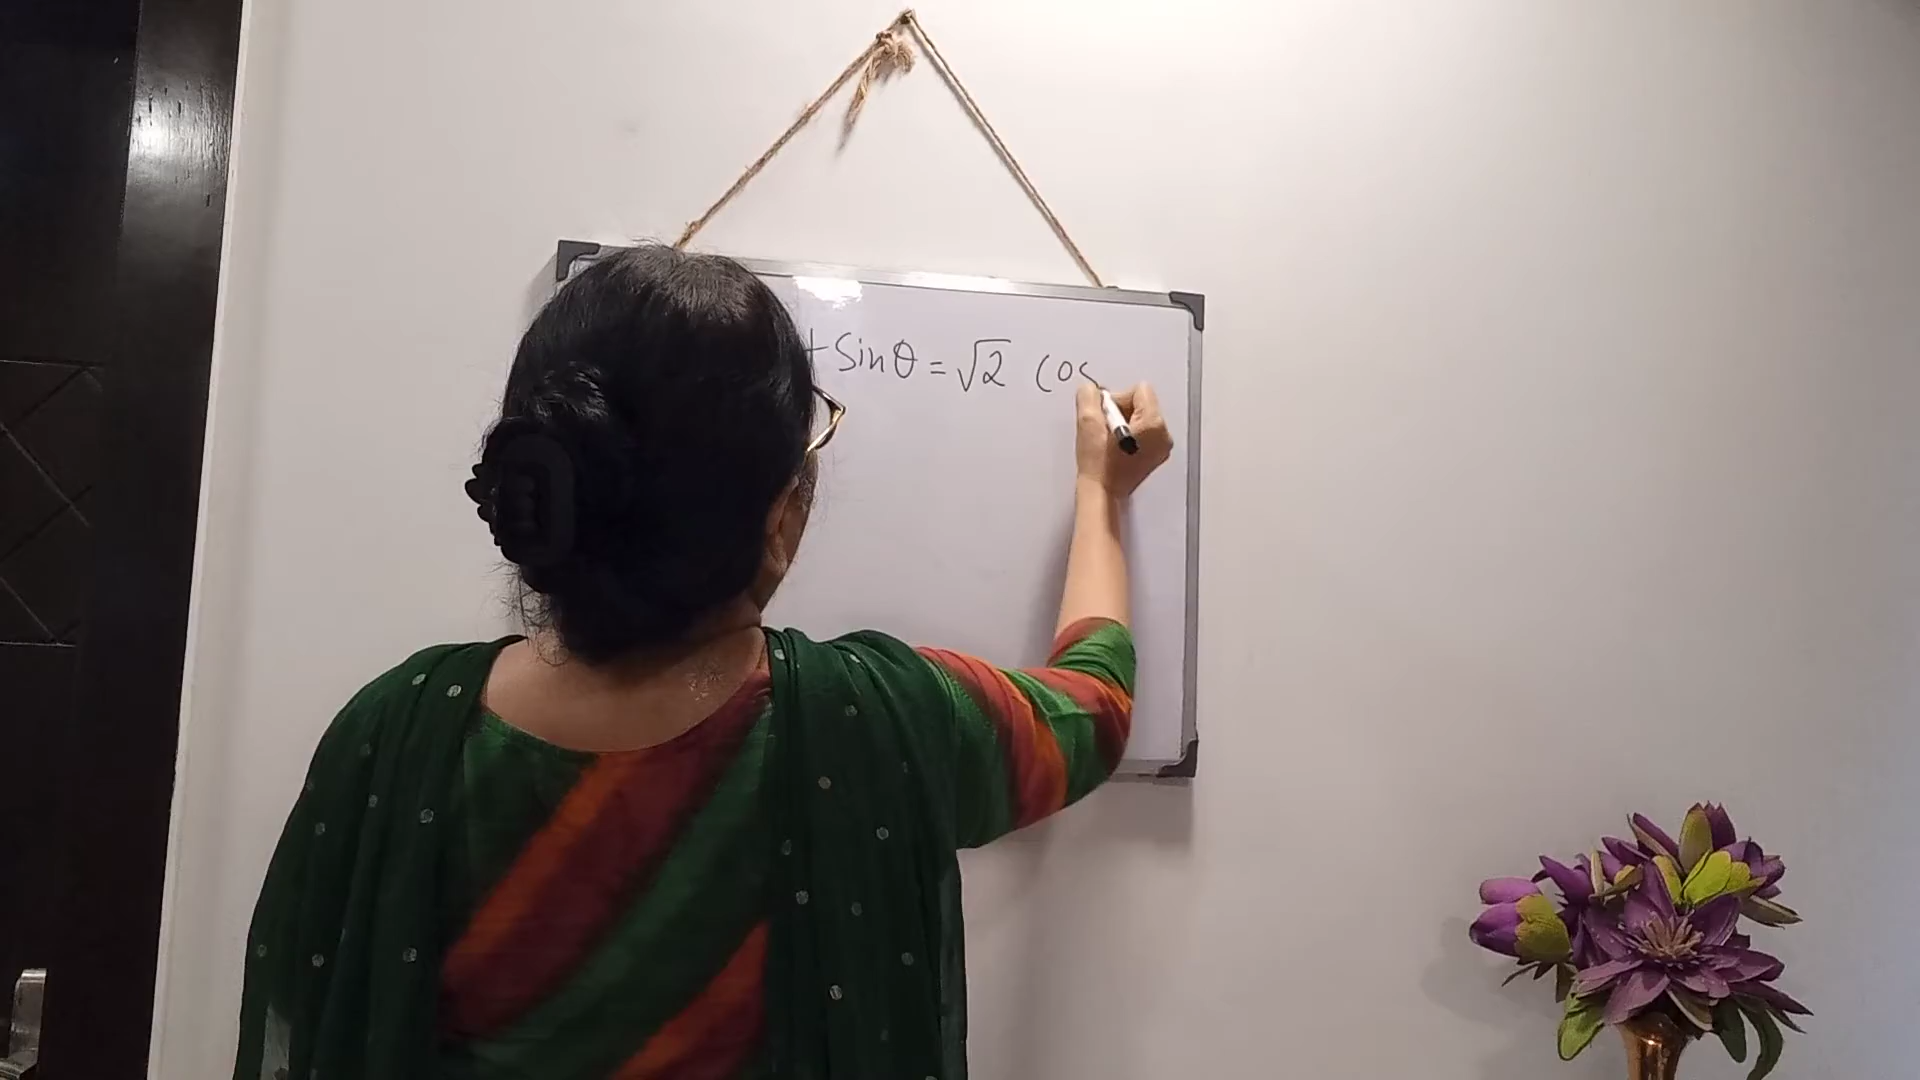 + Sinθ = √2 Cos